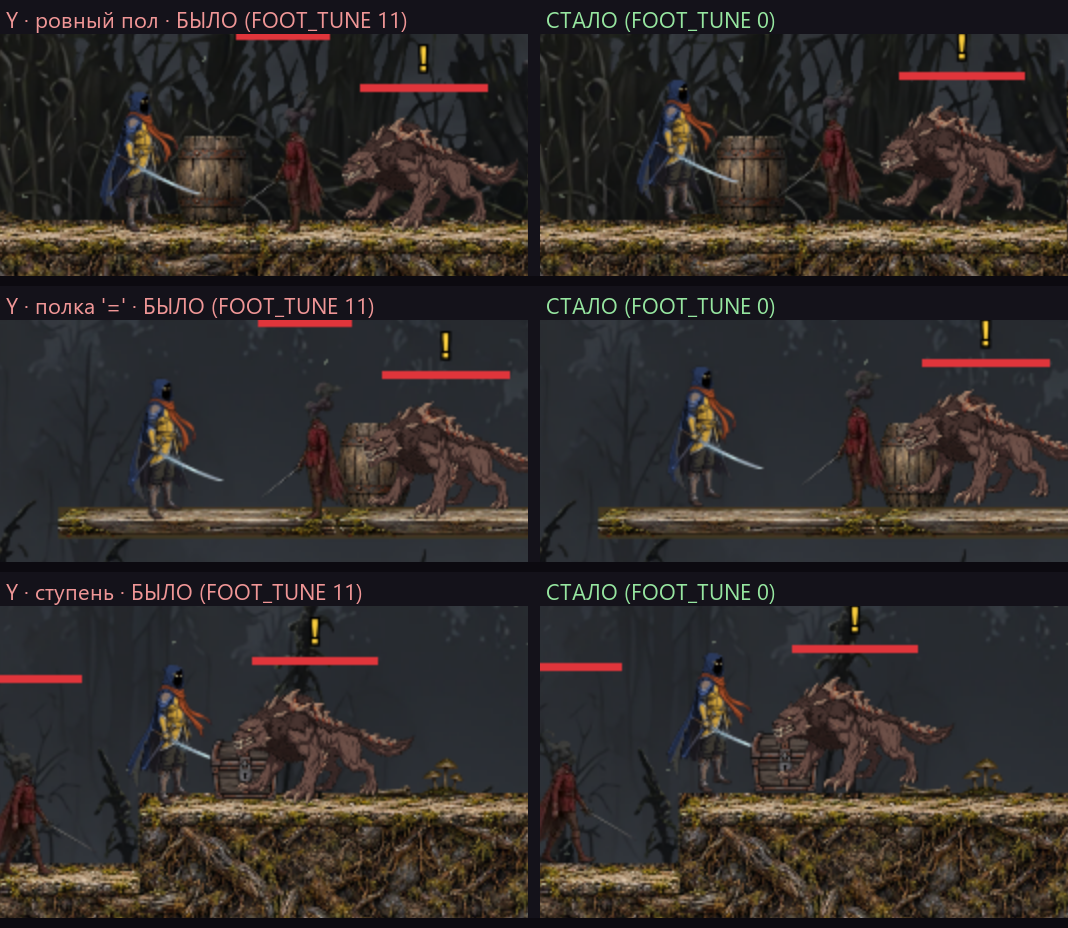 Y · ровный пол · БЫЛО (FOOT_TUNE 11)
СТАЛО (FOOT_TUNE 0)
!
!
Y · полка '=' · БЫЛО (FOOT_TUNE 11)
СТАЛО (FOOT_TUNE 0)
!
!
Y · ступень · БЫЛО (FOOT_TUNE 11)
СТАЛО (FOOT_TUNE 0)
!
!